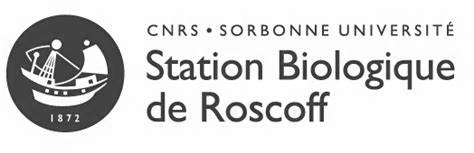 CNRS • SORBONNE UNIVERSITÉ
Station Biologique
de Roscoff
1872